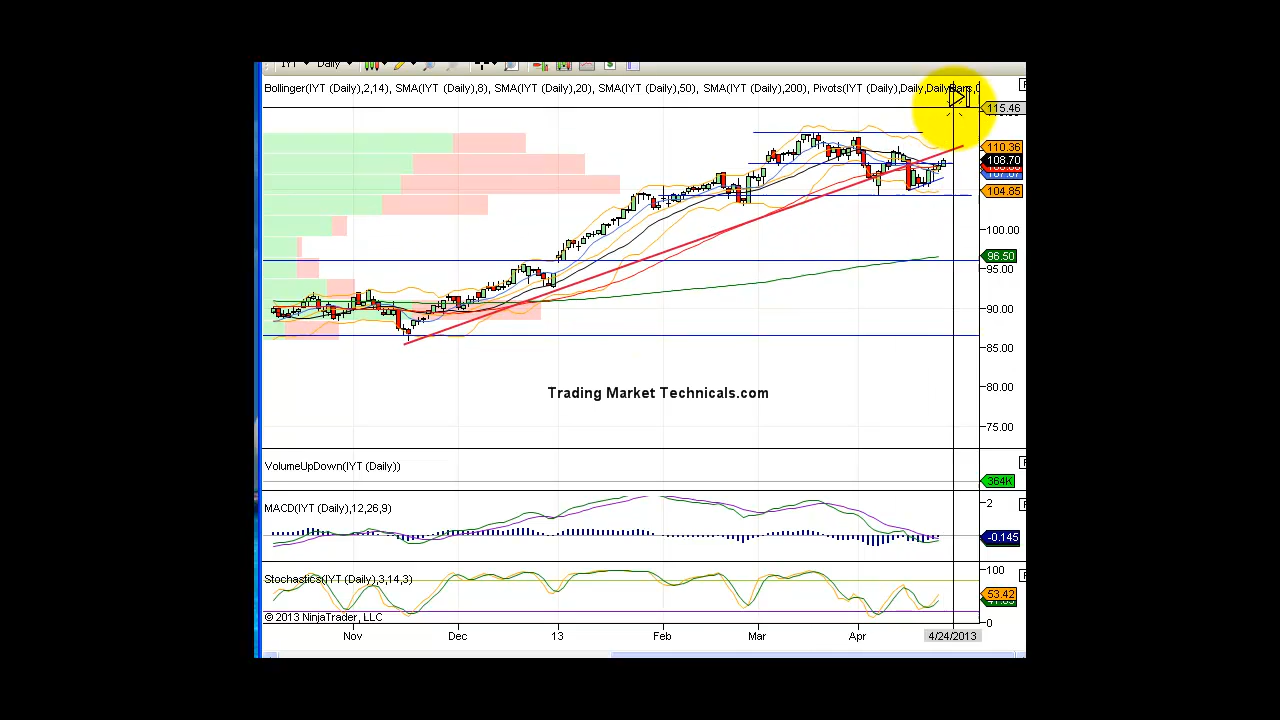 IYT Daily
Bolinger(IYT (Daily),2,14), SMA(IYT (Daily),8), SMA(IYT (Daily),20), SMA(IYT (Daily),50), SMA(IYT (Daily),200), Pivots(IYT (Daily),Daily,DailyBars,0
115.46
110.36
108.70
104.85
100.00
96.50
95.00
90.00
85.00
80.00
Trading Market Technicals.com
75.00
VolumeUpDown(IYT (Daily))
364K
2
MACD(IYT (Daily),12,26,9)
-0.145
100
Stochastics(IYT (Daily),3,14,3)
53.42
© 2013 NinjaTrader, LLC
0
Nov Dec 13 Feb Mar Apr 4/24/2013